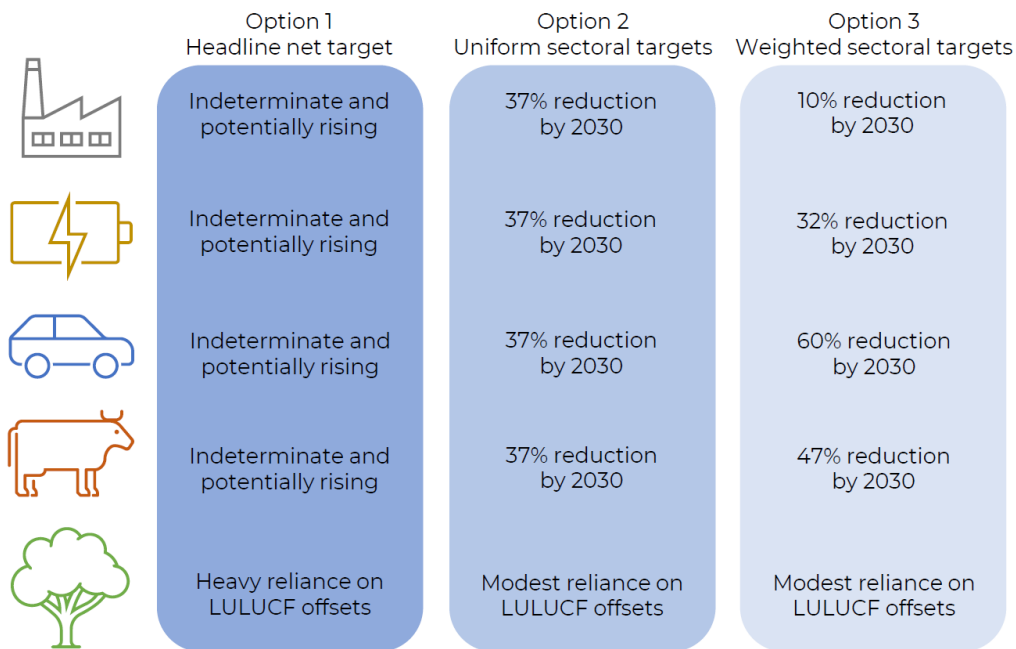 Option 1
Headline net target
Option 2
Uniform sectoral targets
Option 3
Weighted sectoral targets
Indeterminate and
potentially rising
37% reduction
by 2030
10% reduction
by 2030
Indeterminate and
potentially rising
37% reduction
by 2030
32% reduction
by 2030
Indeterminate and
potentially rising
37% reduction
by 2030
60% reduction
by 2030
Indeterminate and
potentially rising
37% reduction
by 2030
47% reduction
by 2030
Heavy reliance on
LULUCF offsets
Modest reliance on
LULUCF offsets
Modest reliance on
LULUCF offsets